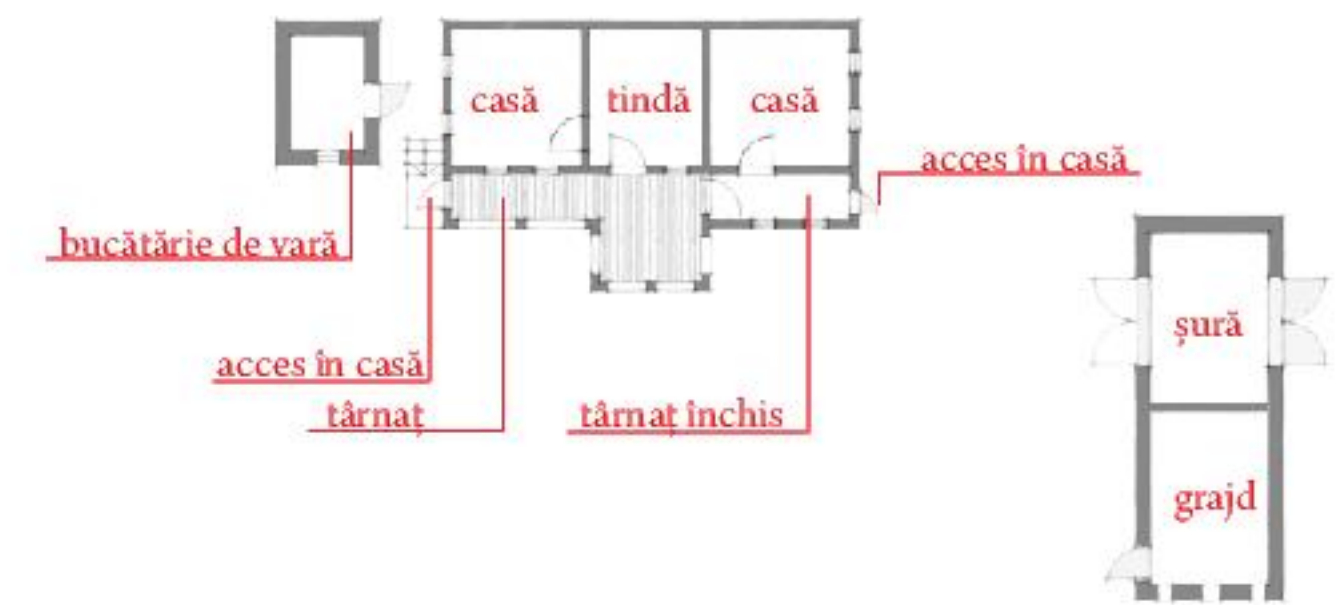 casă
tindă
casă
acces în casă
bucătărie de vară
șură
acces în casă
târnaț
târnaț închis
grajd